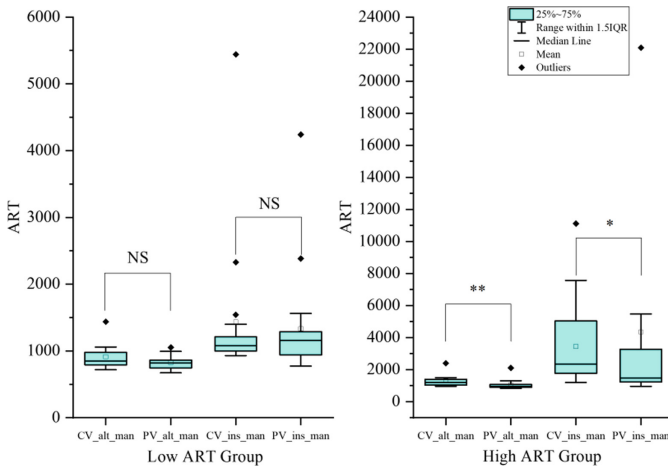 6000
5000
4000
3000
2000
1000
0
ART
NS
NS
CV_alt_man
PV_alt_man
CV_ins_man
PV_ins_man
Low ART Group
24000
22000
20000
18000
16000
14000
12000
10000
8000
6000
4000
2000
0
ART
25%~75%
Range within 1.5IQR
Median Line
Mean
Outliers
**
*
CV_alt_man
PV_alt_man
CV_ins_man
PV_ins_man
High ART Group